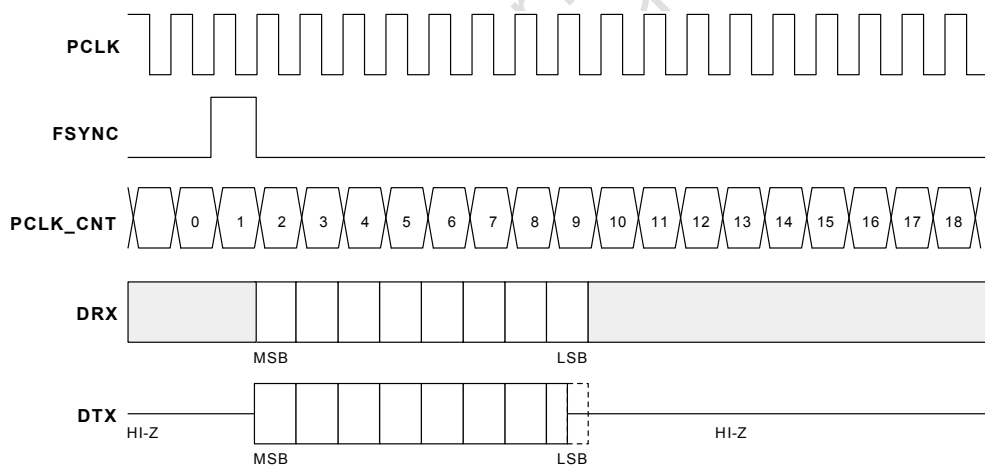 PCLK
FSYNC
PCLK_CNT 0 1 2 3 4 5 6 7 8 9 10 11 12 13 14 15 16 17 18
DRX
MSB LSB
DTX
HI-Z HI-Z
MSB LSB